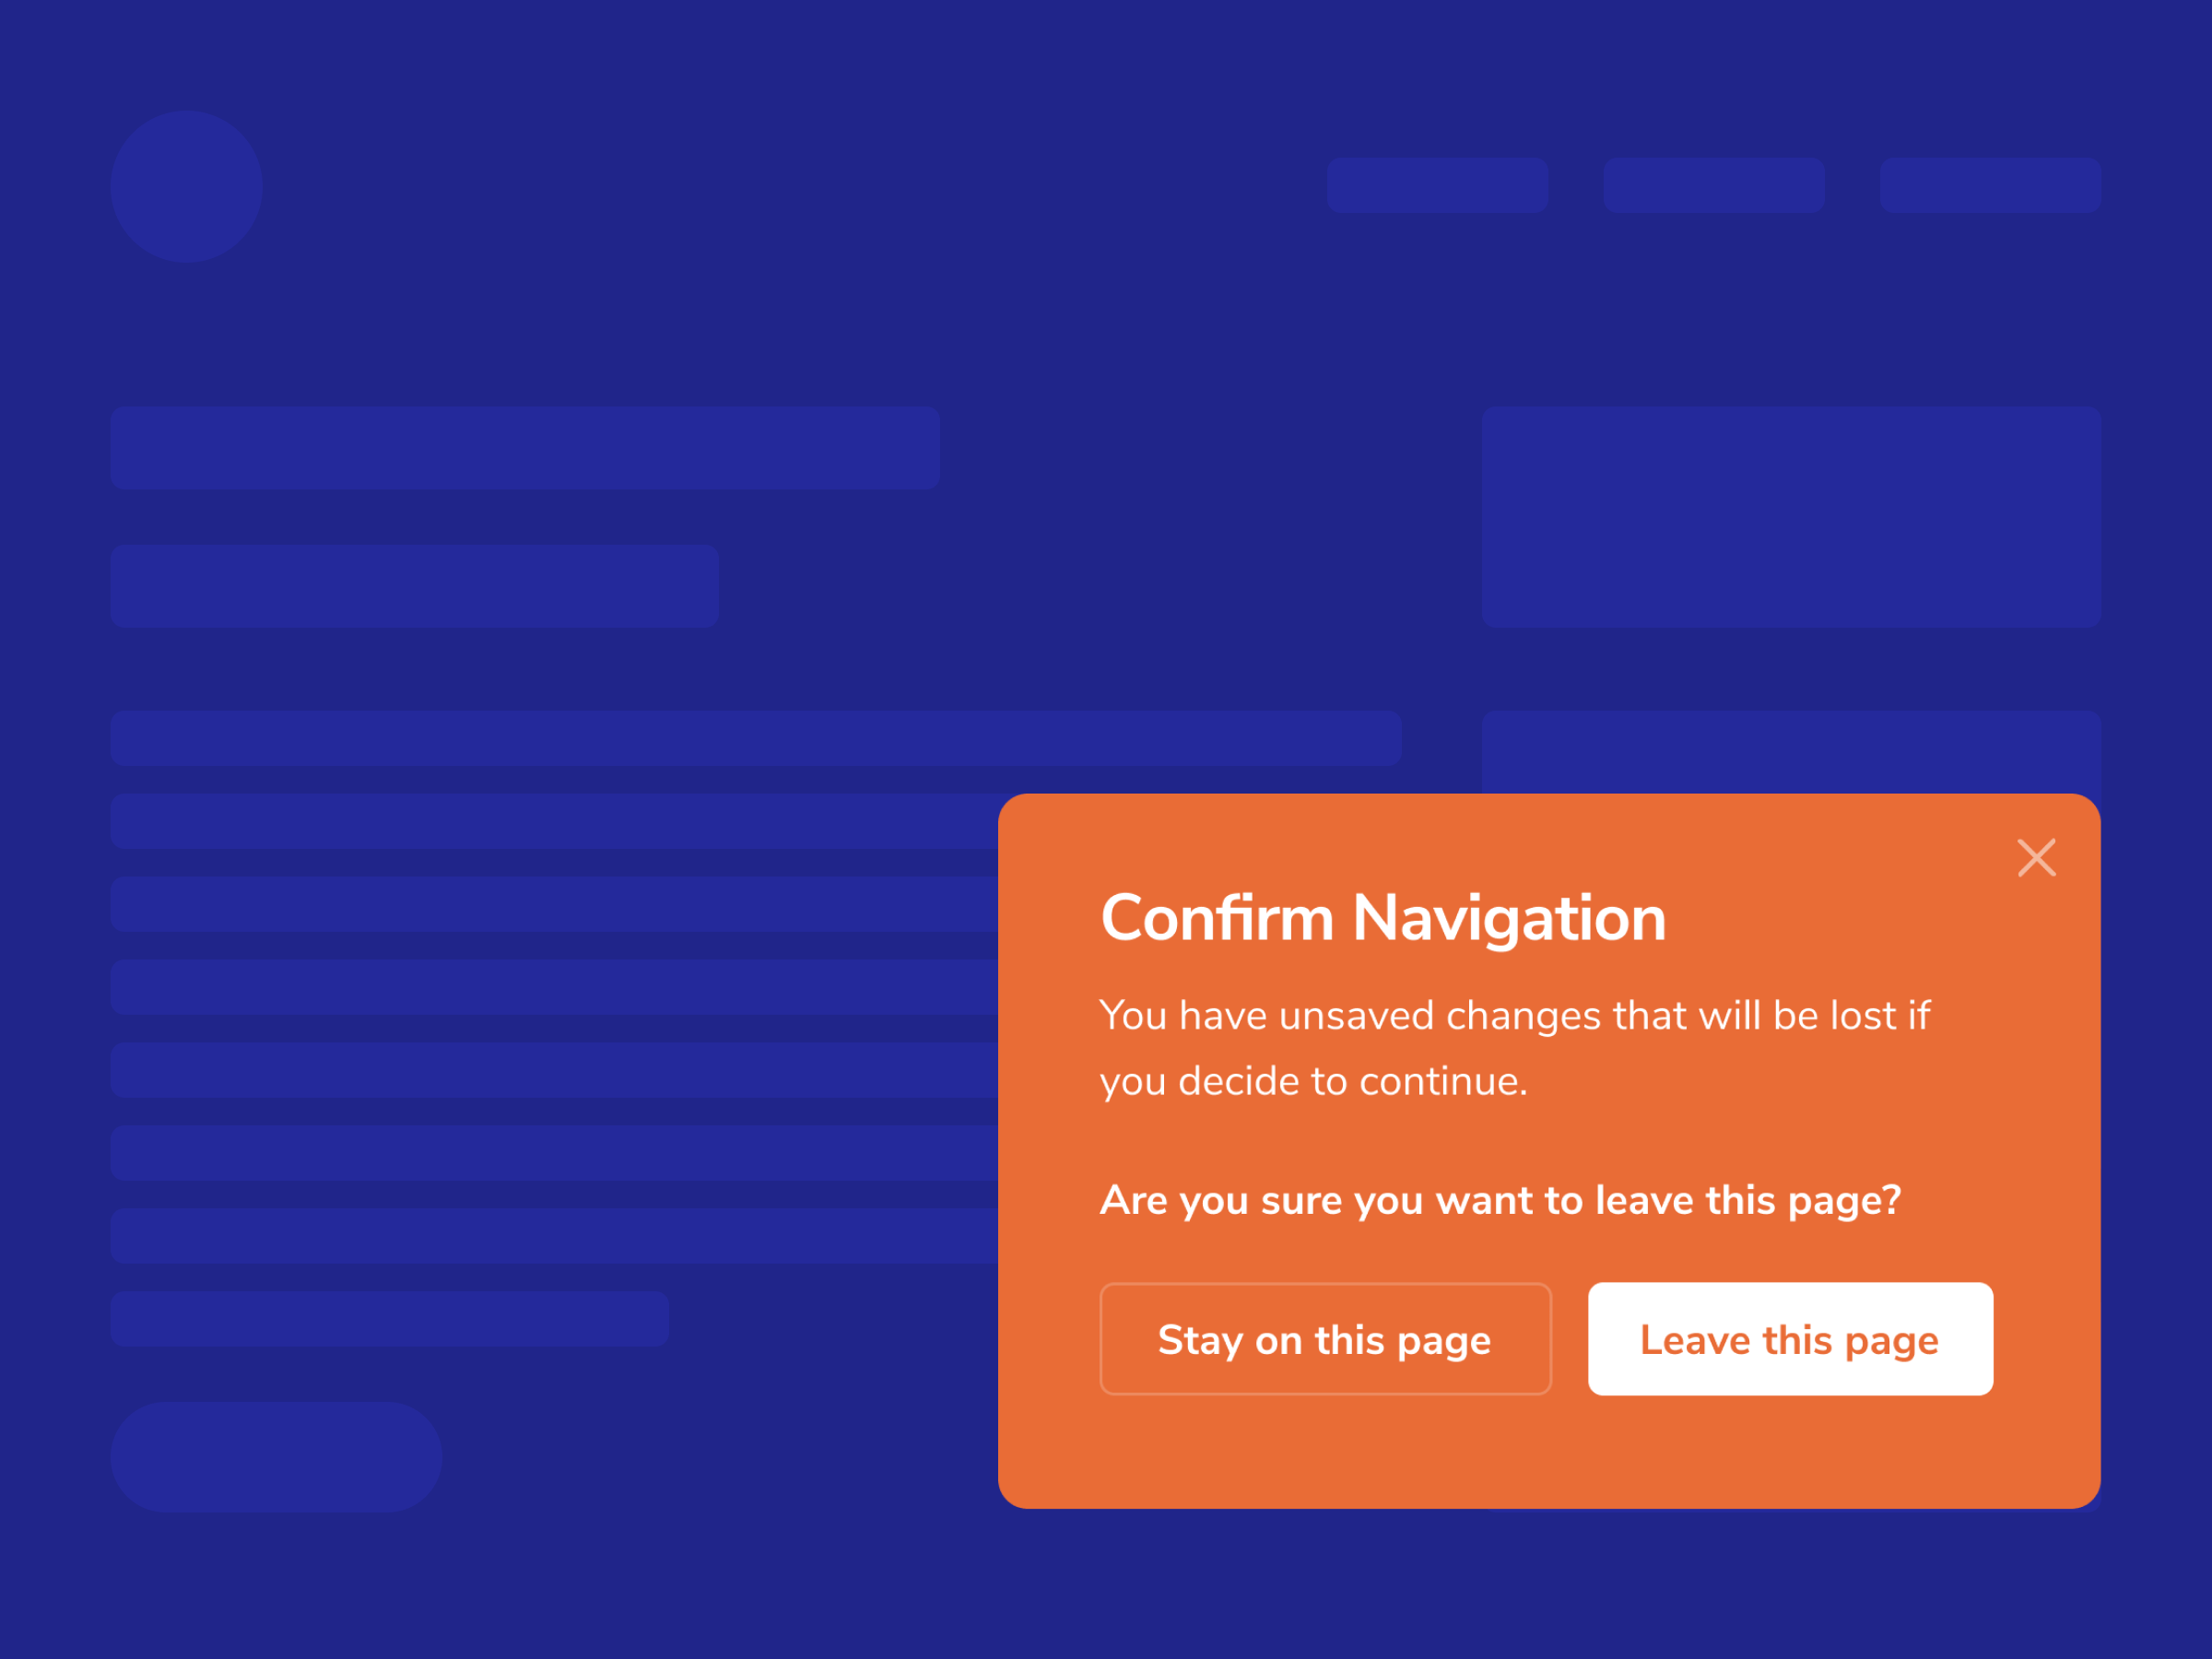 Confirm Navigation
You have unsaved changes that will be lost if
you decide to continue.
Are you sure you want to leave this page?
Stay on this page
Leave this page